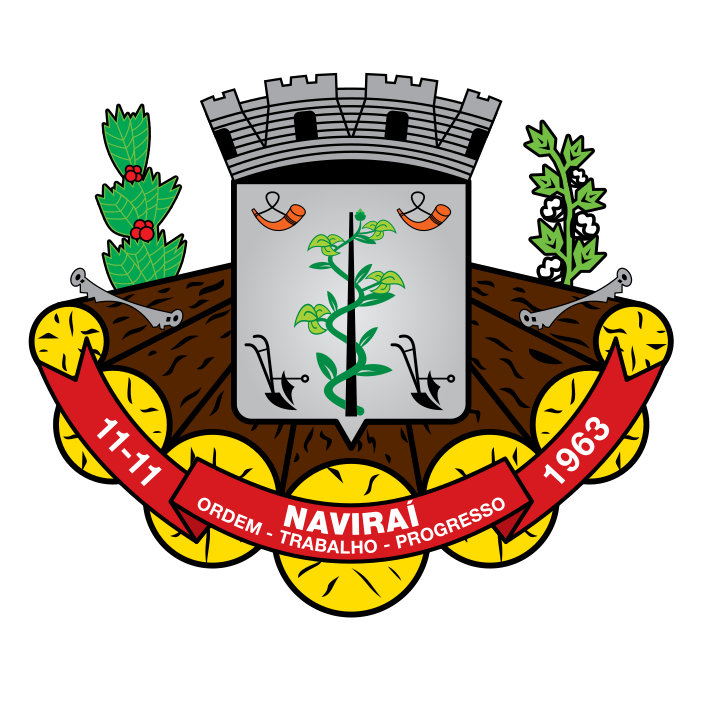 11-11
NAVIRAÍ
ORDEM - TRABALHO - PROGRESSO
1963